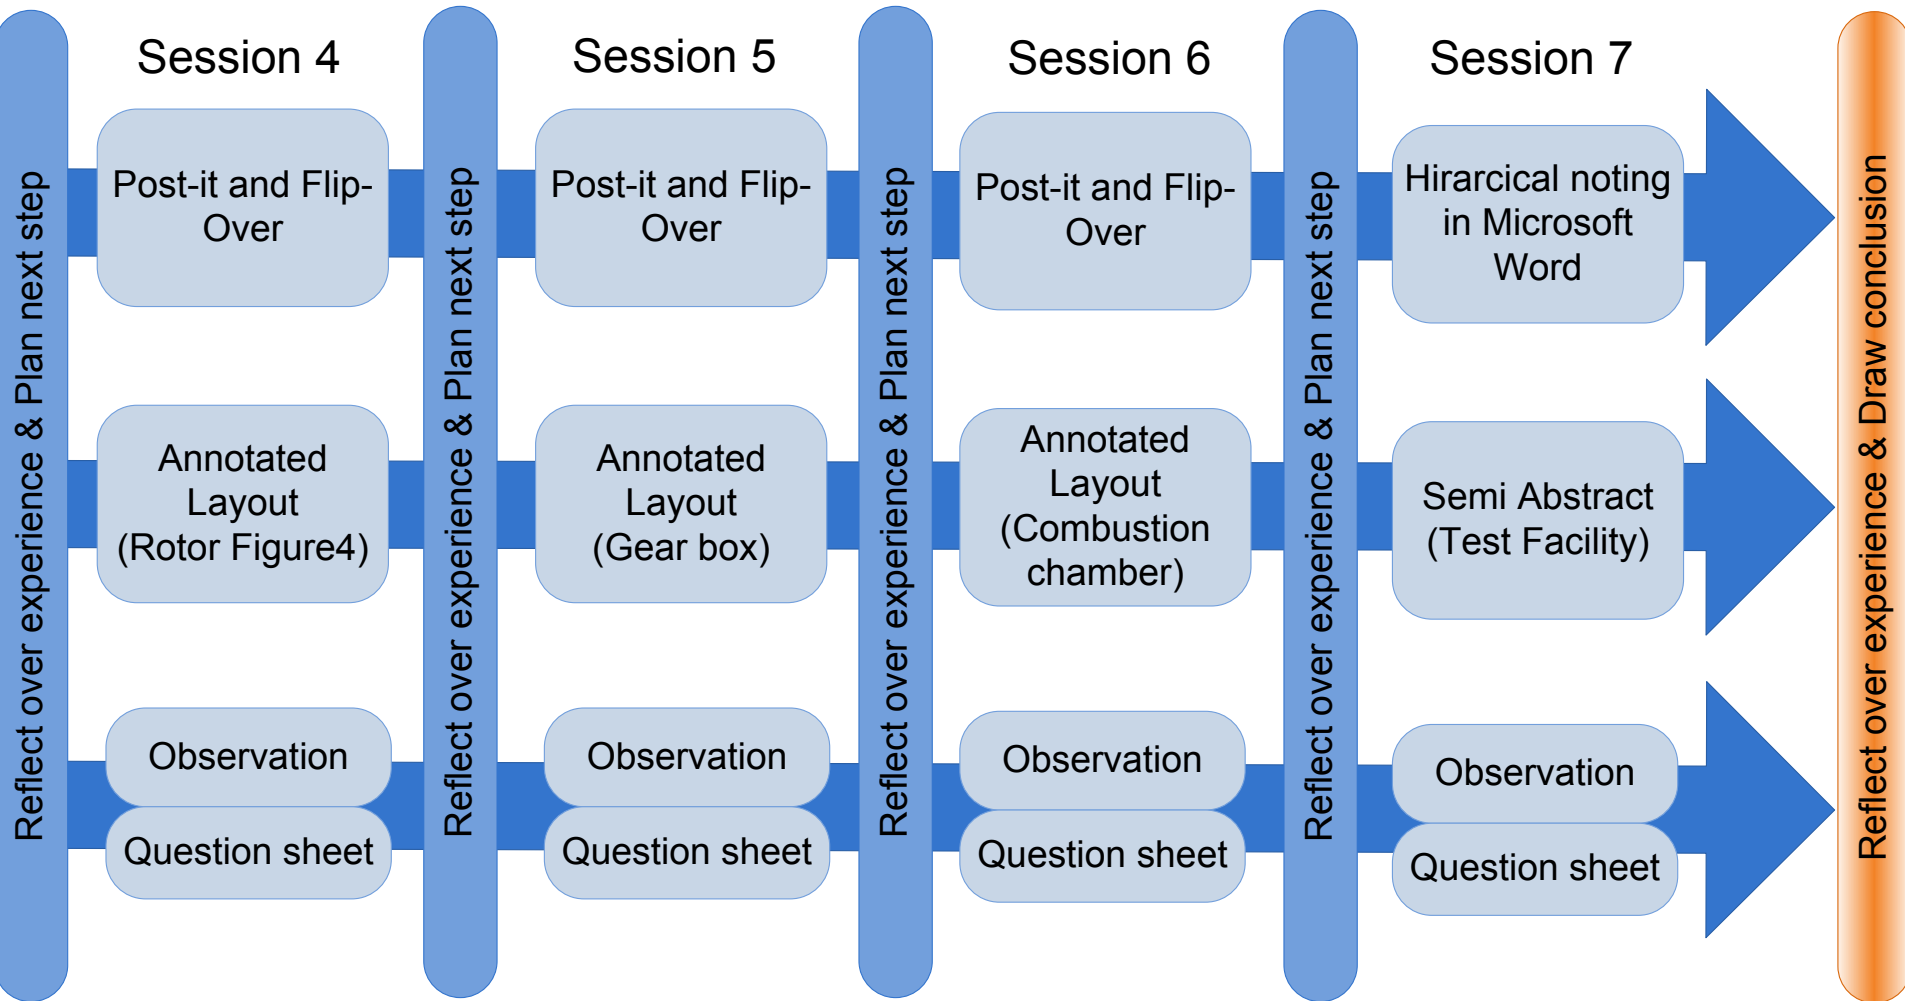 Reflect over experience & Plan next step
Session 4
Post-it and Flip-
Over
Annotated
Layout
(Rotor Figure4)
Observation
Question sheet
Reflect over experience & Plan next step
Session 5
Post-it and Flip-
Over
Annotated
Layout
(Gear box)
Observation
Question sheet
Reflect over experience & Plan next step
Session 6
Post-it and Flip-
Over
Annotated
Layout
(Combustion
chamber)
Observation
Question sheet
Reflect over experience & Plan next step
Session 7
Hirarcical noting
in Microsoft
Word
Semi Abstract
(Test Facility)
Observation
Question sheet
Reflect over experience & Draw conclusion